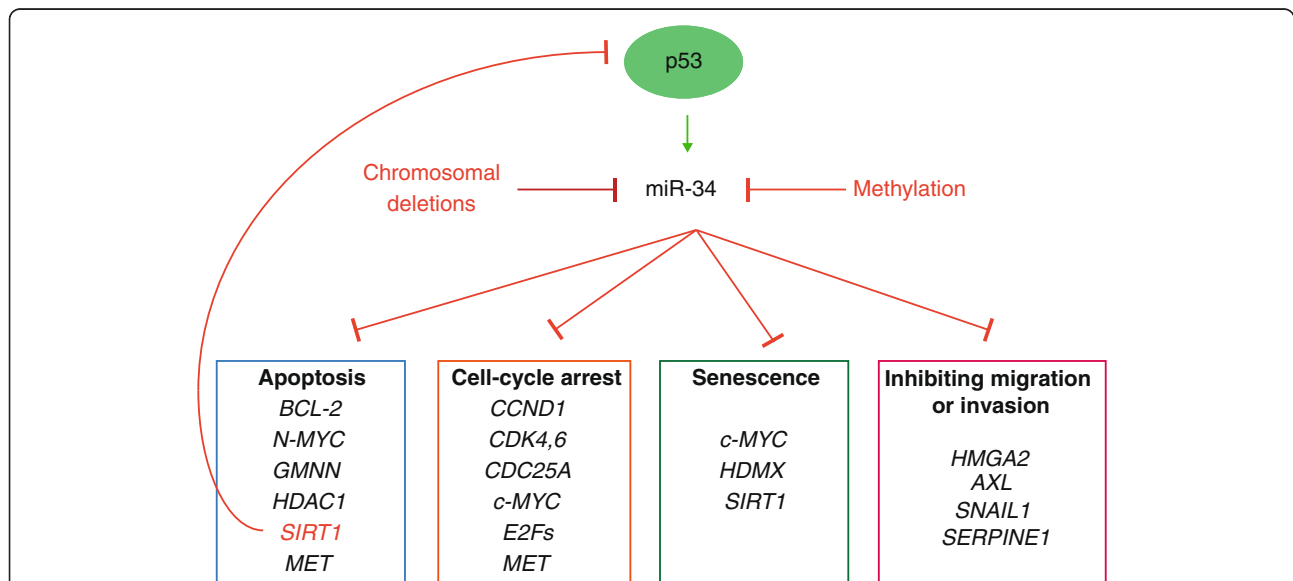 p53
Chromosomal
deletions
miR-34
Methylation
Apoptosis
BCL-2
N-MYC
GMNN
HDAC1
SIRT1
MET
Cell-cycle arrest
CCND1
CDK4,6
CDC25A
c-MYC
E2Fs
MET
Senescence
c-MYC
HDMX
SIRT1
Inhibiting migration
or invasion
HMGA2
AXL
SNAIL1
SERPINE1